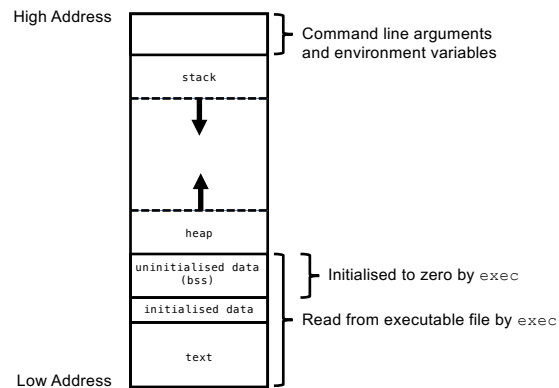 High Address
Command line arguments
and environment variables
stack
heap
uninitialised data
(bss)
Initialised to zero by exec
initialised data
Read from executable file by exec
text
Low Address